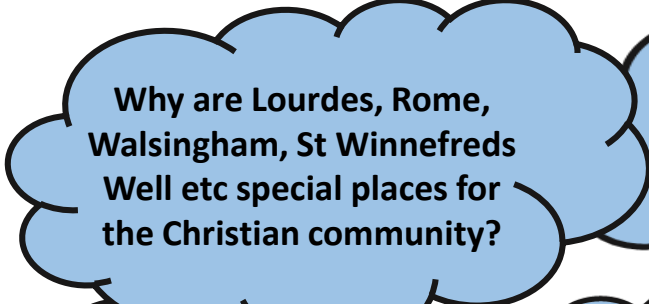 Why are Lourdes, Rome,
Walsingham, St Winnefreds
Well etc special places for
the Christian community?